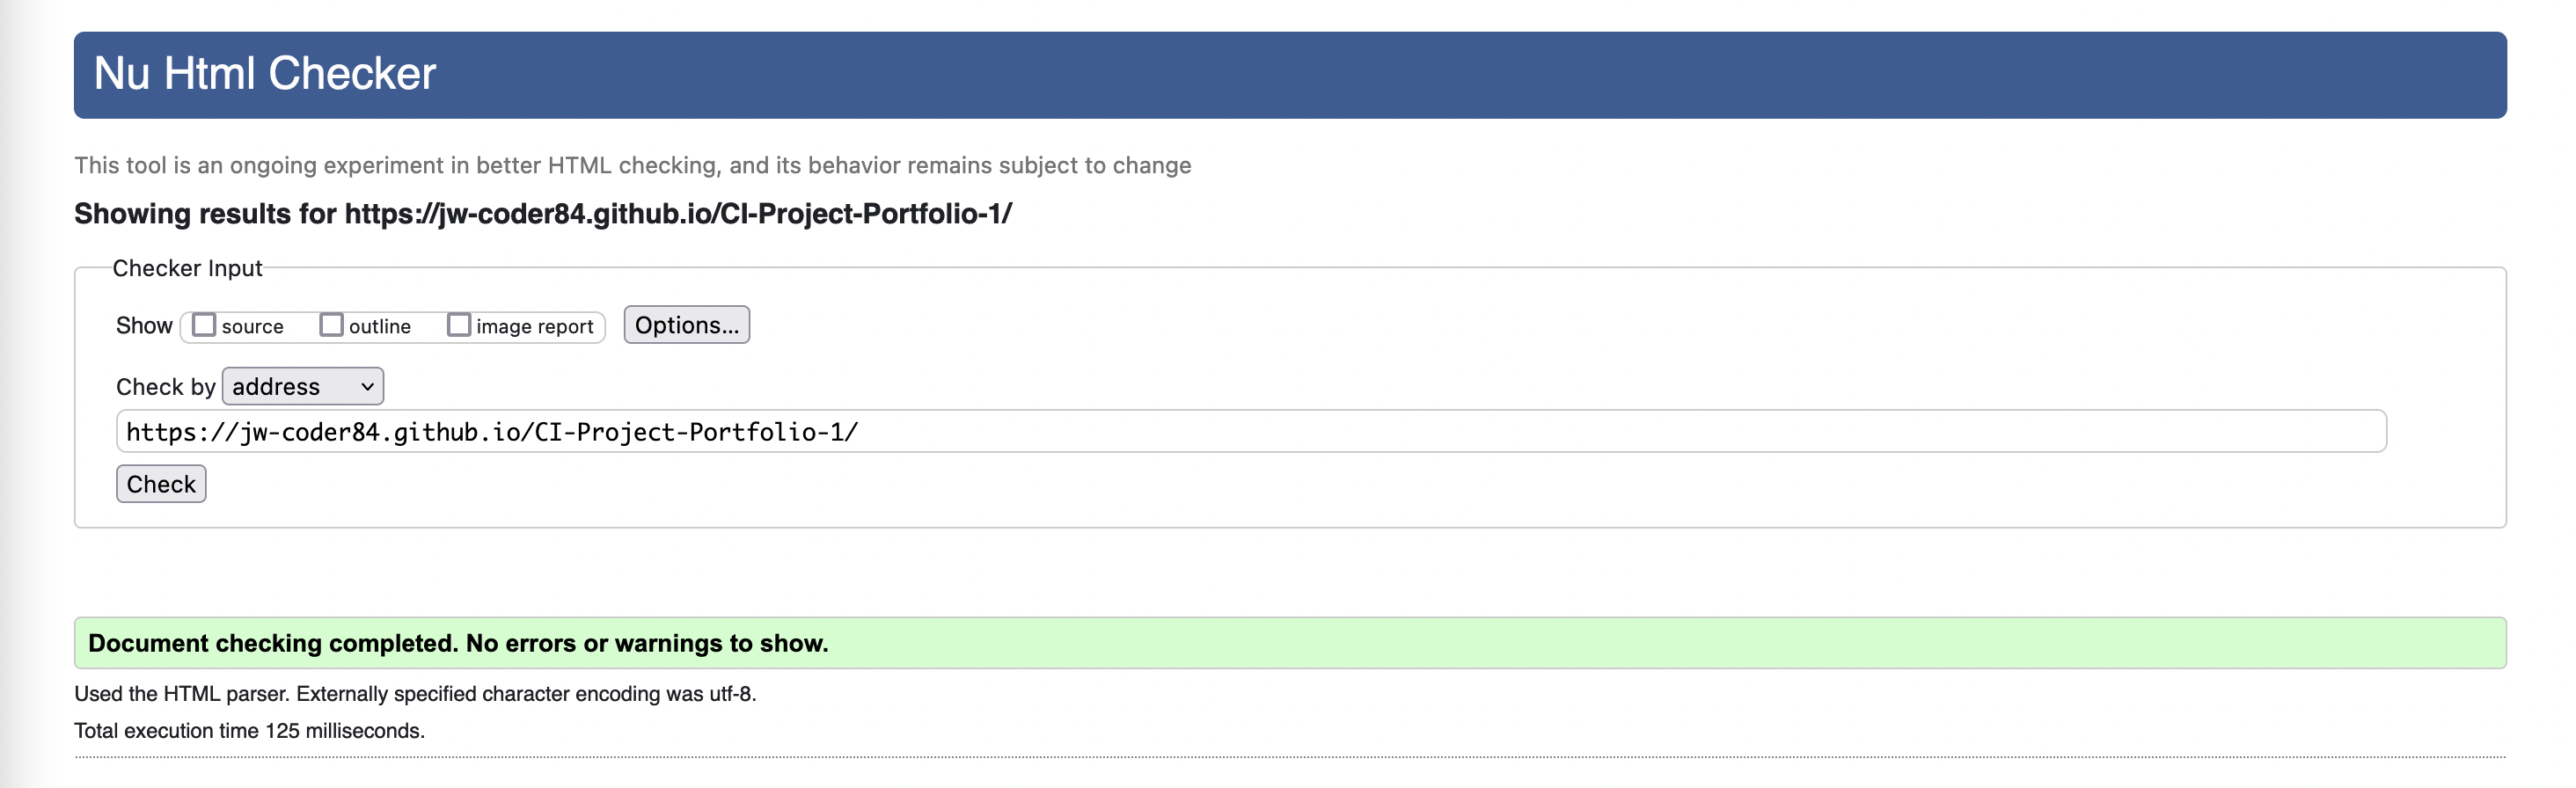 Nu Html Checker
This tool is an ongoing experiment in better HTML checking, and its behavior remains subject to change
Showing results for https://jw-coder84.github.io/CI-Project-Portfolio-1/
Checker Input
Show source outline image report Options...
Check by address
https://jw-coder84.github.io/CI-Project-Portfolio-1/
Check
Document checking completed. No errors or warnings to show.
Used the HTML parser. Externally specified character encoding was utf-8.
Total execution time 125 milliseconds.